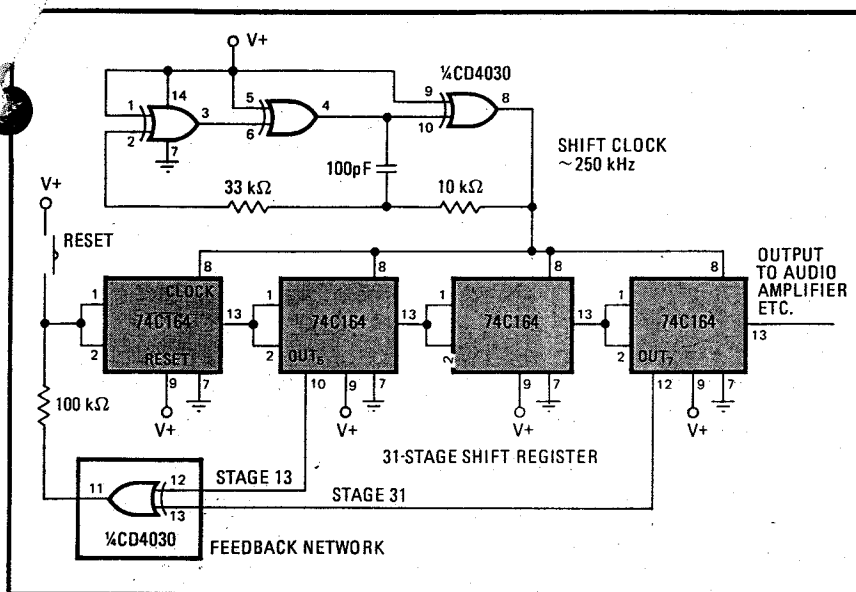 V+
¼CD4030
14
1
2
3
7
5
6
4
9
10
8
SHIFT CLOCK
~250 kHz
100pF
33 kΩ
10 kΩ
V+
RESET
8
8
8
8
OUTPUT
TO AUDIO
AMPLIFIER
ETC.
CLOCK
1
2
74C164
RESET
13
1
2
74C164
OUT₅
13
1
2
74C164
13
1
2
74C164
OUT₇
13
9
7
10
9
7
9
7
12
9
7
V+
V+
V+
V+
100 kΩ
31-STAGE SHIFT REGISTER
STAGE 13
STAGE 31
11
12
13
¼CD4030
FEEDBACK NETWORK